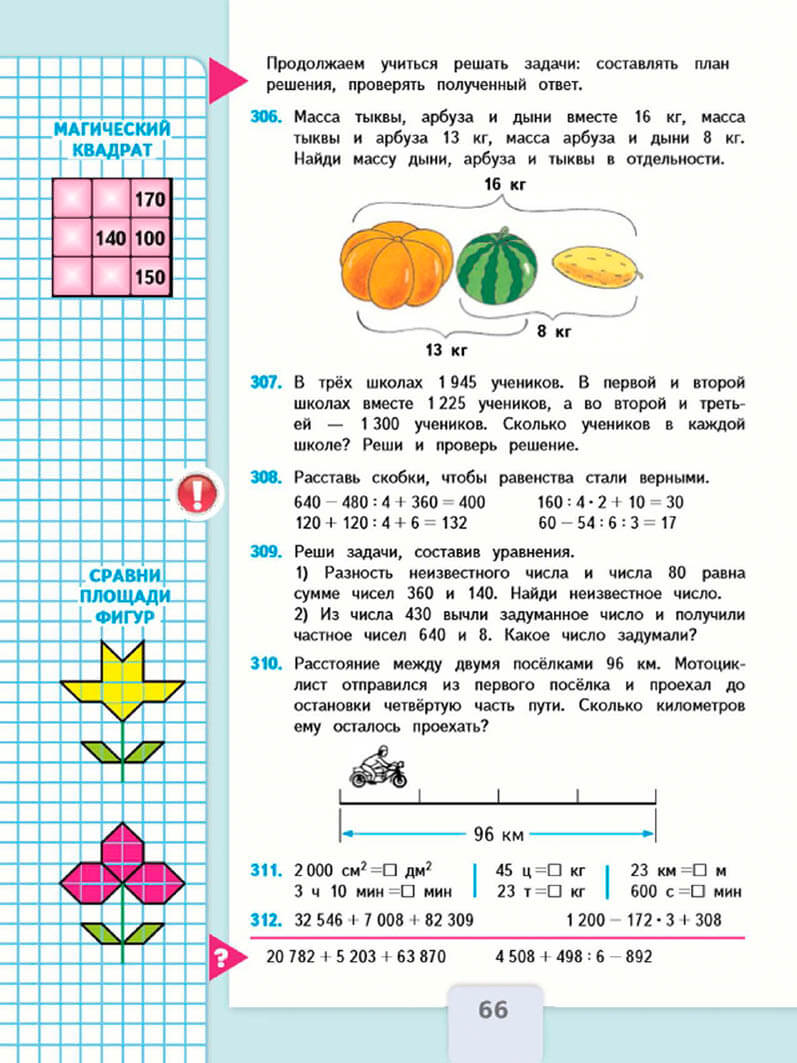 Продолжаем учиться решать задачи: составлять план
решения, проверять полученный ответ.
306. Масса тыквы, арбуза и дыни вместе 16 кг, масса
тыквы и арбуза 13 кг, масса арбуза и дыни 8 кг.
Найди массу дыни, арбуза и тыквы в отдельности.
16 кг
8 кг
13 кг
307. В трёх школах 1 945 учеников. В первой и второй
школах вместе 1 225 учеников, а во второй и треть-
ей — 1 300 учеников. Сколько учеников в каждой
школе? Реши и проверь решение.
308. Расставь скобки, чтобы равенства стали верными.
640 − 480 : 4 + 360 = 400 160 : 4 · 2 + 10 = 30
120 + 120 : 4 + 6 = 132 60 − 54 : 6 : 3 = 17
309. Реши задачи, составив уравнения.
1) Разность неизвестного числа и числа 80 равна
сумме чисел 360 и 140. Найди неизвестное число.
2) Из числа 430 вычли задуманное число и получили
частное чисел 640 и 8. Какое число задумали?
310. Расстояние между двумя посёлками 96 км. Мотоцик-
лист отправился из первого посёлка и проехал до
остановки четвёртую часть пути. Сколько километров
ему осталось проехать?
96 км
311. 2 000 см² = □ дм² 45 ц = □ кг 23 км = □ м
3 ч 10 мин = □ мин 23 т = □ кг 600 с = □ мин
312. 32 546 + 7 008 + 82 309 1 200 − 172 · 3 + 308
?
20 782 + 5 203 + 63 870 4 508 + 498 : 6 − 892
66
МАГИЧЕСКИЙ
КВАДРАТ
170
140 100
150
!
СРАВНИ
ПЛОЩАДИ
ФИГУР